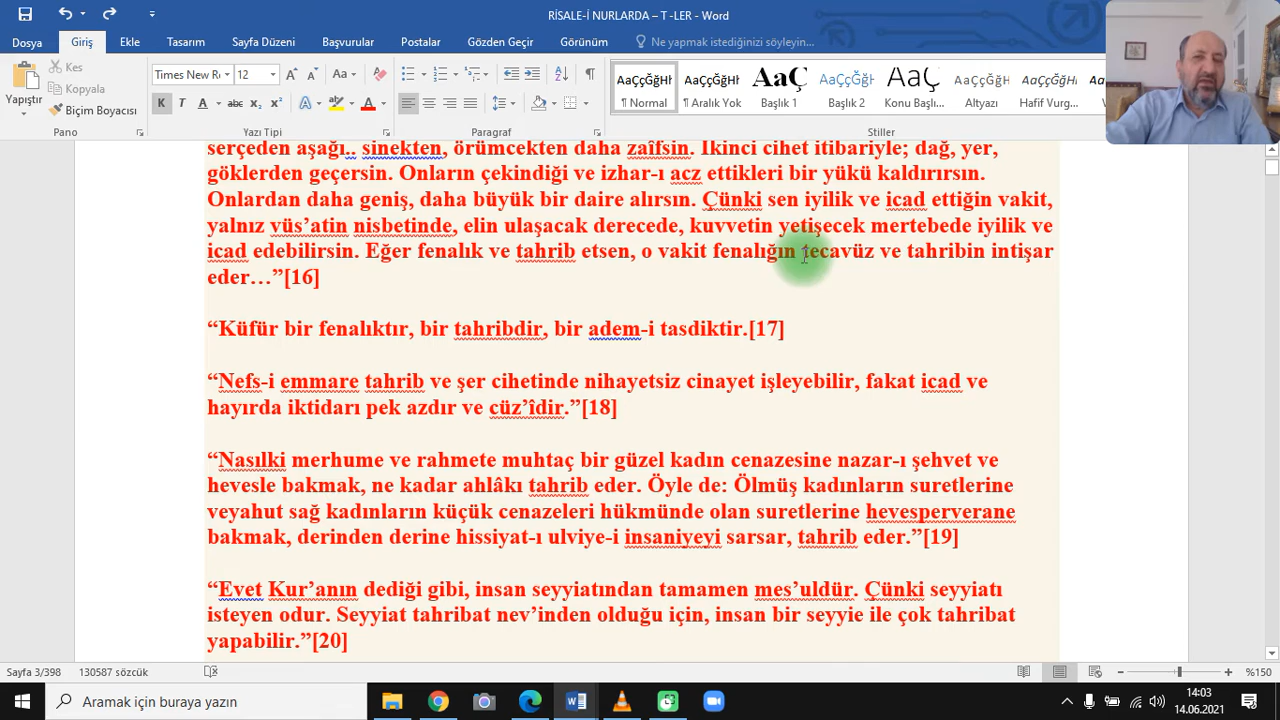 RİSALE-İ NURLARDA – T -LER - Word
Dosya Giriş Ekle Tasarım Sayfa Düzeni Başvurular Postalar Gözden Geçir Görünüm Ne yapmak istediğinizi söyleyin...
Yapıştır
Kes
Kopyala
Biçim Boyacısı
Pano
Times New Ro 12
Yazı Tipi
Paragraf
AaÇçĞğHł AaÇçĞğHł AaÇ AaÇçĞğ AaÇç AaÇçĞğH AaÇçĞğHł
¶ Normal ¶ Aralık Yok Başlık 1 Başlık 2 Konu Başlı... Altyazı Hafif Vurg...
Stiller
serçeden aşağı.. sinekten, örümcekten daha zaîfsin. İkinci cihet itibariyle; dağ, yer,
göklerden geçersin. Onların çekindiği ve izhar-ı acz ettikleri bir yükü kaldırırsın.
Onlardan daha geniş, daha büyük bir daire alırsın. Çünki sen iyilik ve icad ettiğin vakit,
yalnız vüs’atin nisbetinde, elin ulaşacak derecede, kuvvetin yetişecek mertebede iyilik ve
icad edebilirsin. Eğer fenalık ve tahrib etsen, o vakit fenalığın tecavüz ve tahribin intişar
eder…”[16]
“Küfür bir fenalıktır, bir tahribdir, bir adem-i tasdiktir.[17]
“Nefs-i emmare tahrib ve şer cihetinde nihayetsiz cinayet işleyebilir, fakat icad ve
hayırda iktidarı pek azdır ve cüz’îdir.”[18]
“Nasılki merhume ve rahmete muhtaç bir güzel kadın cenazesine nazar-ı şehvet ve
hevesle bakmak, ne kadar ahlâkı tahrib eder. Öyle de: Ölmüş kadınların suretlerine
veyahut sağ kadınların küçük cenazeleri hükmünde olan suretlerine hevesperverane
bakmak, derinden derine hissiyat-ı ulviye-i insaniyeyi sarsar, tahrib eder.”[19]
“Evet Kur’anın dediği gibi, insan seyyiatından tamamen mes’uldür. Çünki seyyiatı
isteyen odur. Seyyiat tahribat nev’inden olduğu için, insan bir seyyie ile çok tahribat
yapabilir.”[20]
Sayfa 3/398 130587 sözcük %150
Aramak için buraya yazın
14:03
14.06.2021